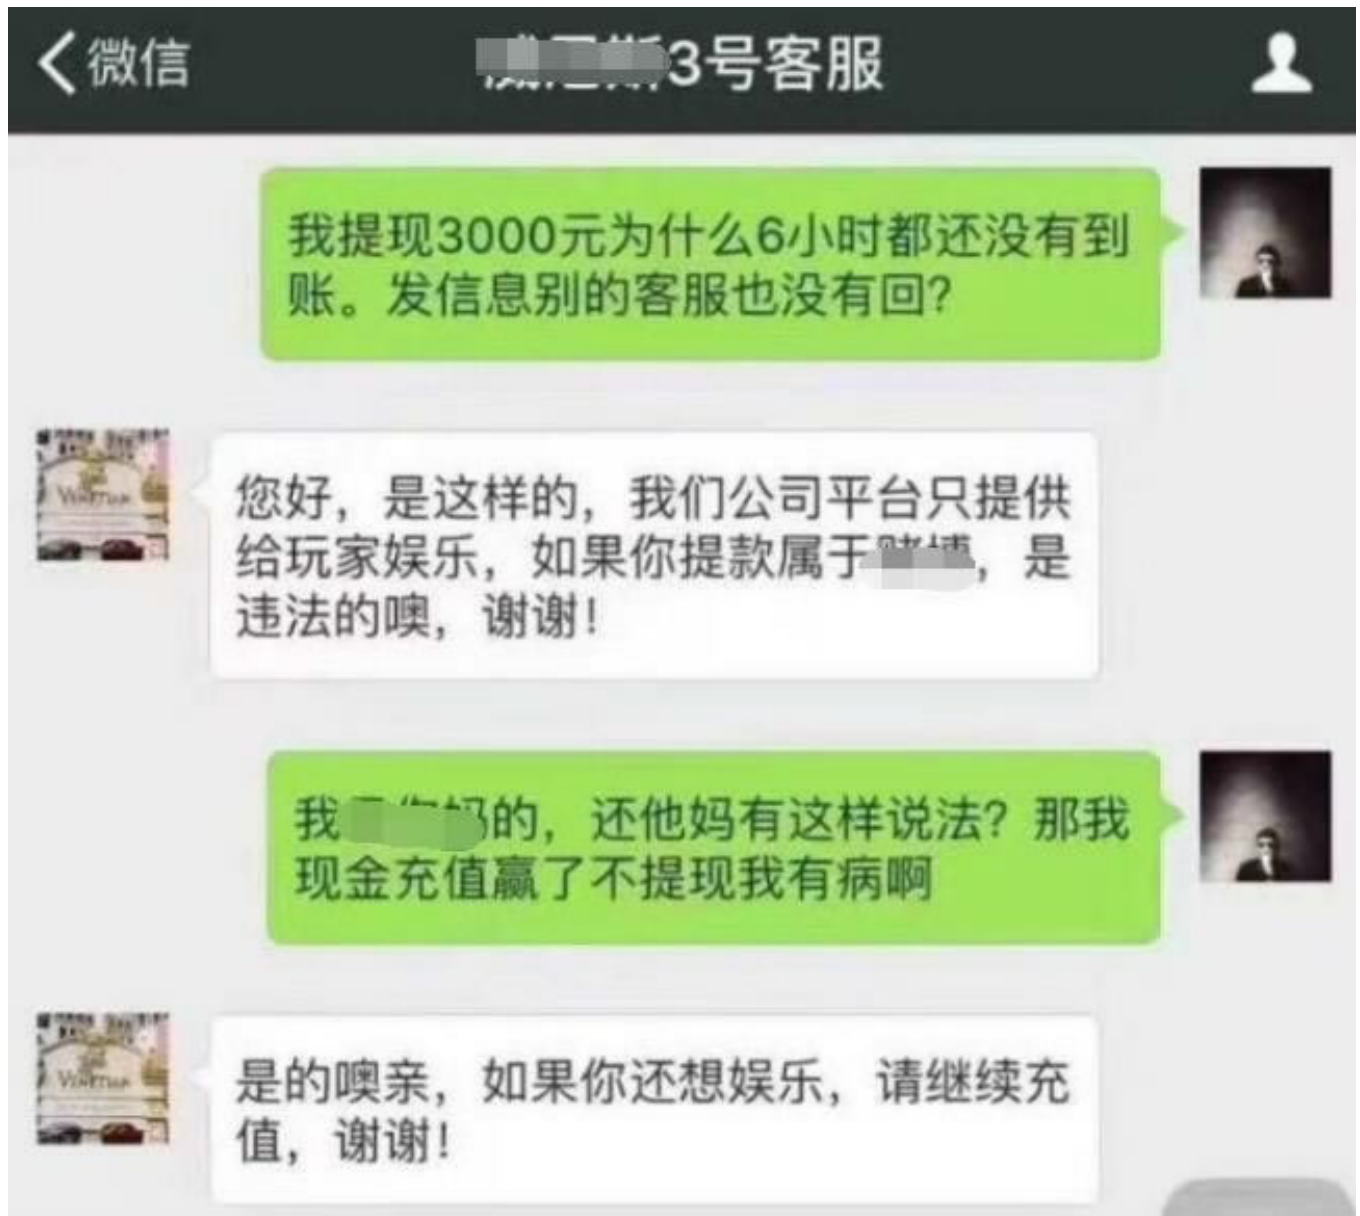 微信
3号客服
我提现3000元为什么6小时都还没有到
账。发信息别的客服也没有回？
您好，是这样的，我们公司平台只提供
给玩家娱乐，如果你提款属于赌博，是
违法的噢，谢谢！
我 妈的，还他妈有这样说法？那我
现金充值赢了不提现我有病啊
是的噢亲，如果你还想娱乐，请继续充
值，谢谢！